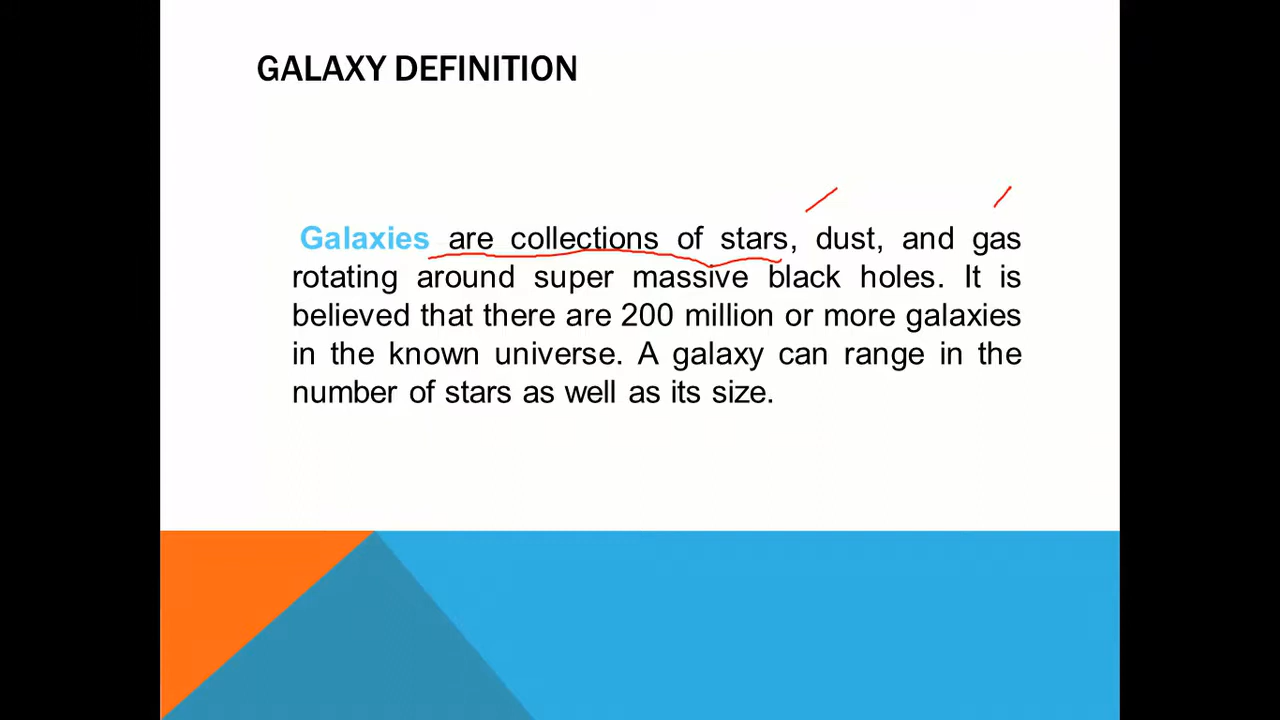 GALAXY DEFINITION
Galaxies are collections of stars, dust, and gas
rotating around super massive black holes. It is
believed that there are 200 million or more galaxies
in the known universe. A galaxy can range in the
number of stars as well as its size.